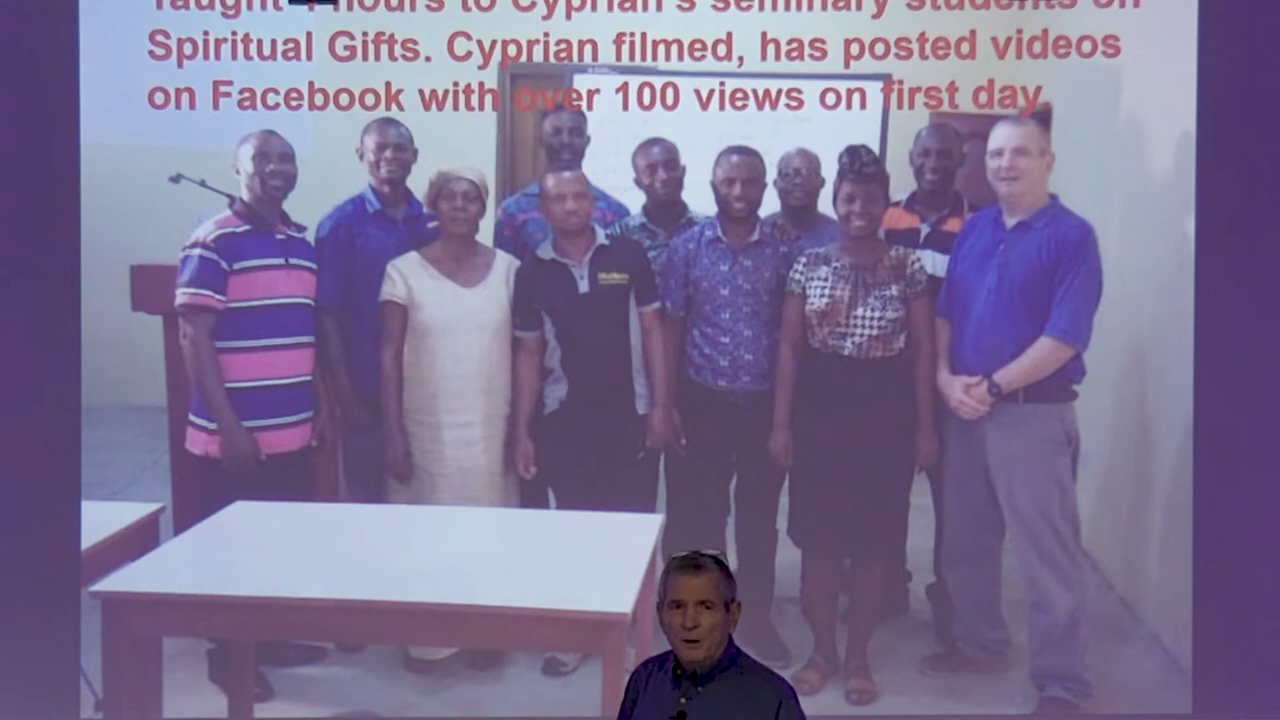 Taught 4 hours to Cyprian's seminary students on
Spiritual Gifts. Cyprian filmed, has posted videos
on Facebook with over 100 views on first day.